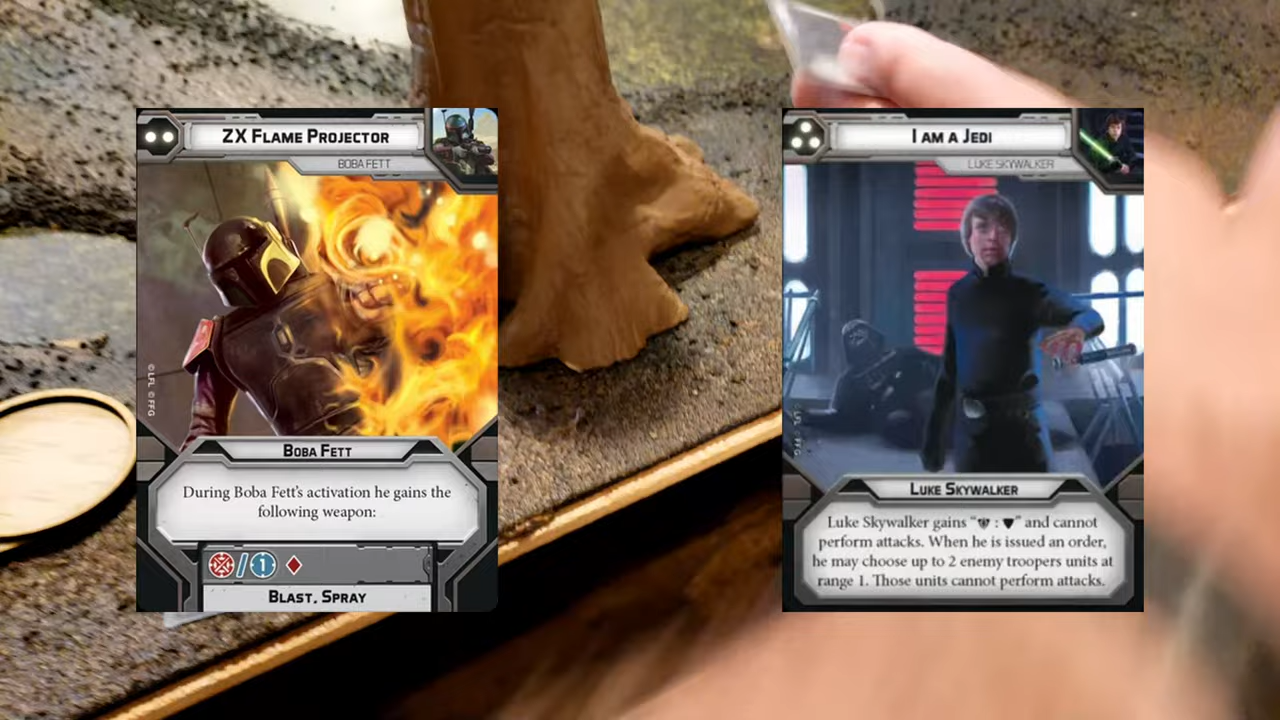 ZX Flame Projector
Boba Fett
© LFL © FFG
Boba Fett
During Boba Fett's activation he gains the
following weapon:
/ 1
Blast, Spray
I am a Jedi
Luke Skywalker
© LFL © FFG
Luke Skywalker
Luke Skywalker gains “ : ” and cannot
perform attacks. When he is issued an order,
he may choose up to 2 enemy troopers units at
range 1. Those units cannot perform attacks.